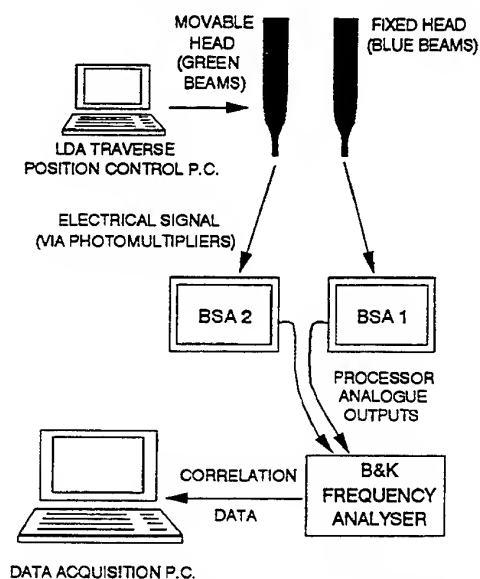 MOVABLE
HEAD
(GREEN
BEAMS)
FIXED HEAD
(BLUE BEAMS)
LDA TRAVERSE
POSITION CONTROL P.C.
ELECTRICAL SIGNAL
(VIA PHOTOMULTIPLIERS)
BSA 2
BSA 1
PROCESSOR
ANALOGUE
OUTPUTS
B&K
FREQUENCY
ANALYSER
CORRELATION
DATA
DATA ACQUISITION P.C.